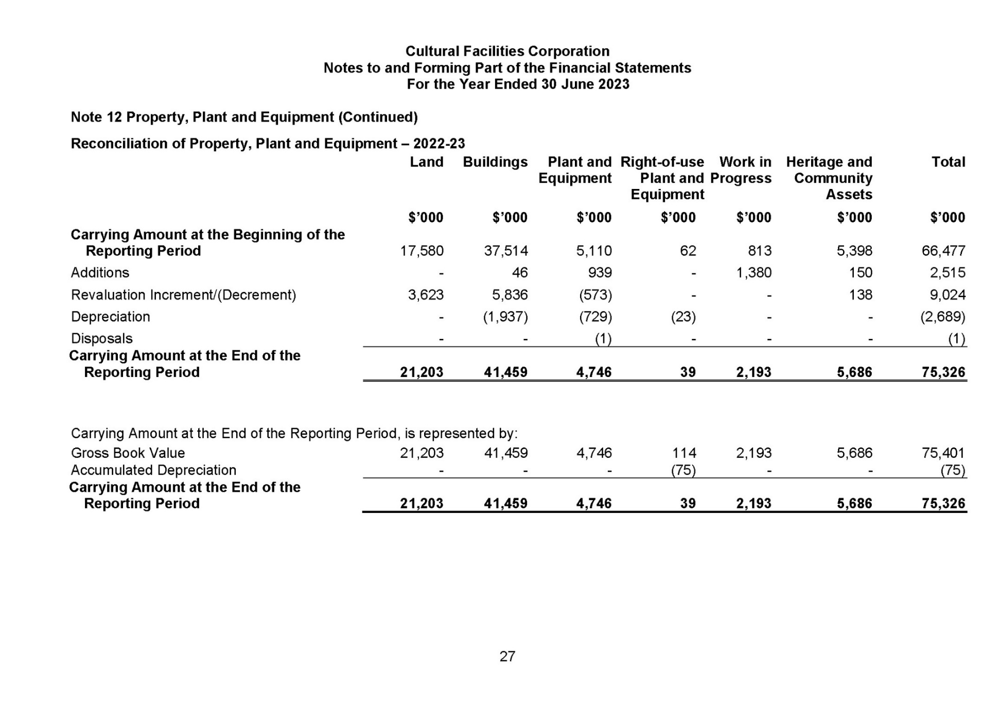 Cultural Facilities Corporation
Notes to and Forming Part of the Financial Statements
For the Year Ended 30 June 2023
Note 12 Property, Plant and Equipment (Continued)
Reconciliation of Property, Plant and Equipment – 2022-23
Land Buildings Plant and Right-of-use Work in Heritage and Total
Equipment Plant and Progress Community
Equipment Assets
$’000 $’000 $’000 $’000 $’000 $’000 $’000
Carrying Amount at the Beginning of the
Reporting Period 17,580 37,514 5,110 62 813 5,398 66,477
Additions - 46 939 - 1,380 150 2,515
Revaluation Increment/(Decrement) 3,623 5,836 (573) - - 138 9,024
Depreciation - (1,937) (729) (23) - - (2,689)
Disposals - - (1) - - - (1)
Carrying Amount at the End of the
Reporting Period 21,203 41,459 4,746 39 2,193 5,686 75,326
Carrying Amount at the End of the Reporting Period, is represented by:
Gross Book Value 21,203 41,459 4,746 114 2,193 5,686 75,401
Accumulated Depreciation - - - (75) - - (75)
Carrying Amount at the End of the
Reporting Period 21,203 41,459 4,746 39 2,193 5,686 75,326
27